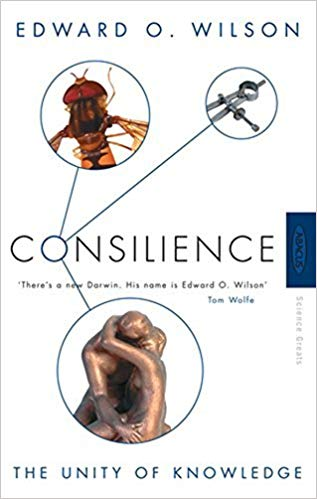 EDWARD O. WILSON
CONSILIENCE
'There's a new Darwin. His name is Edward O. Wilson'
Tom Wolfe
ABACUS
Science Greats
THE UNITY OF KNOWLEDGE